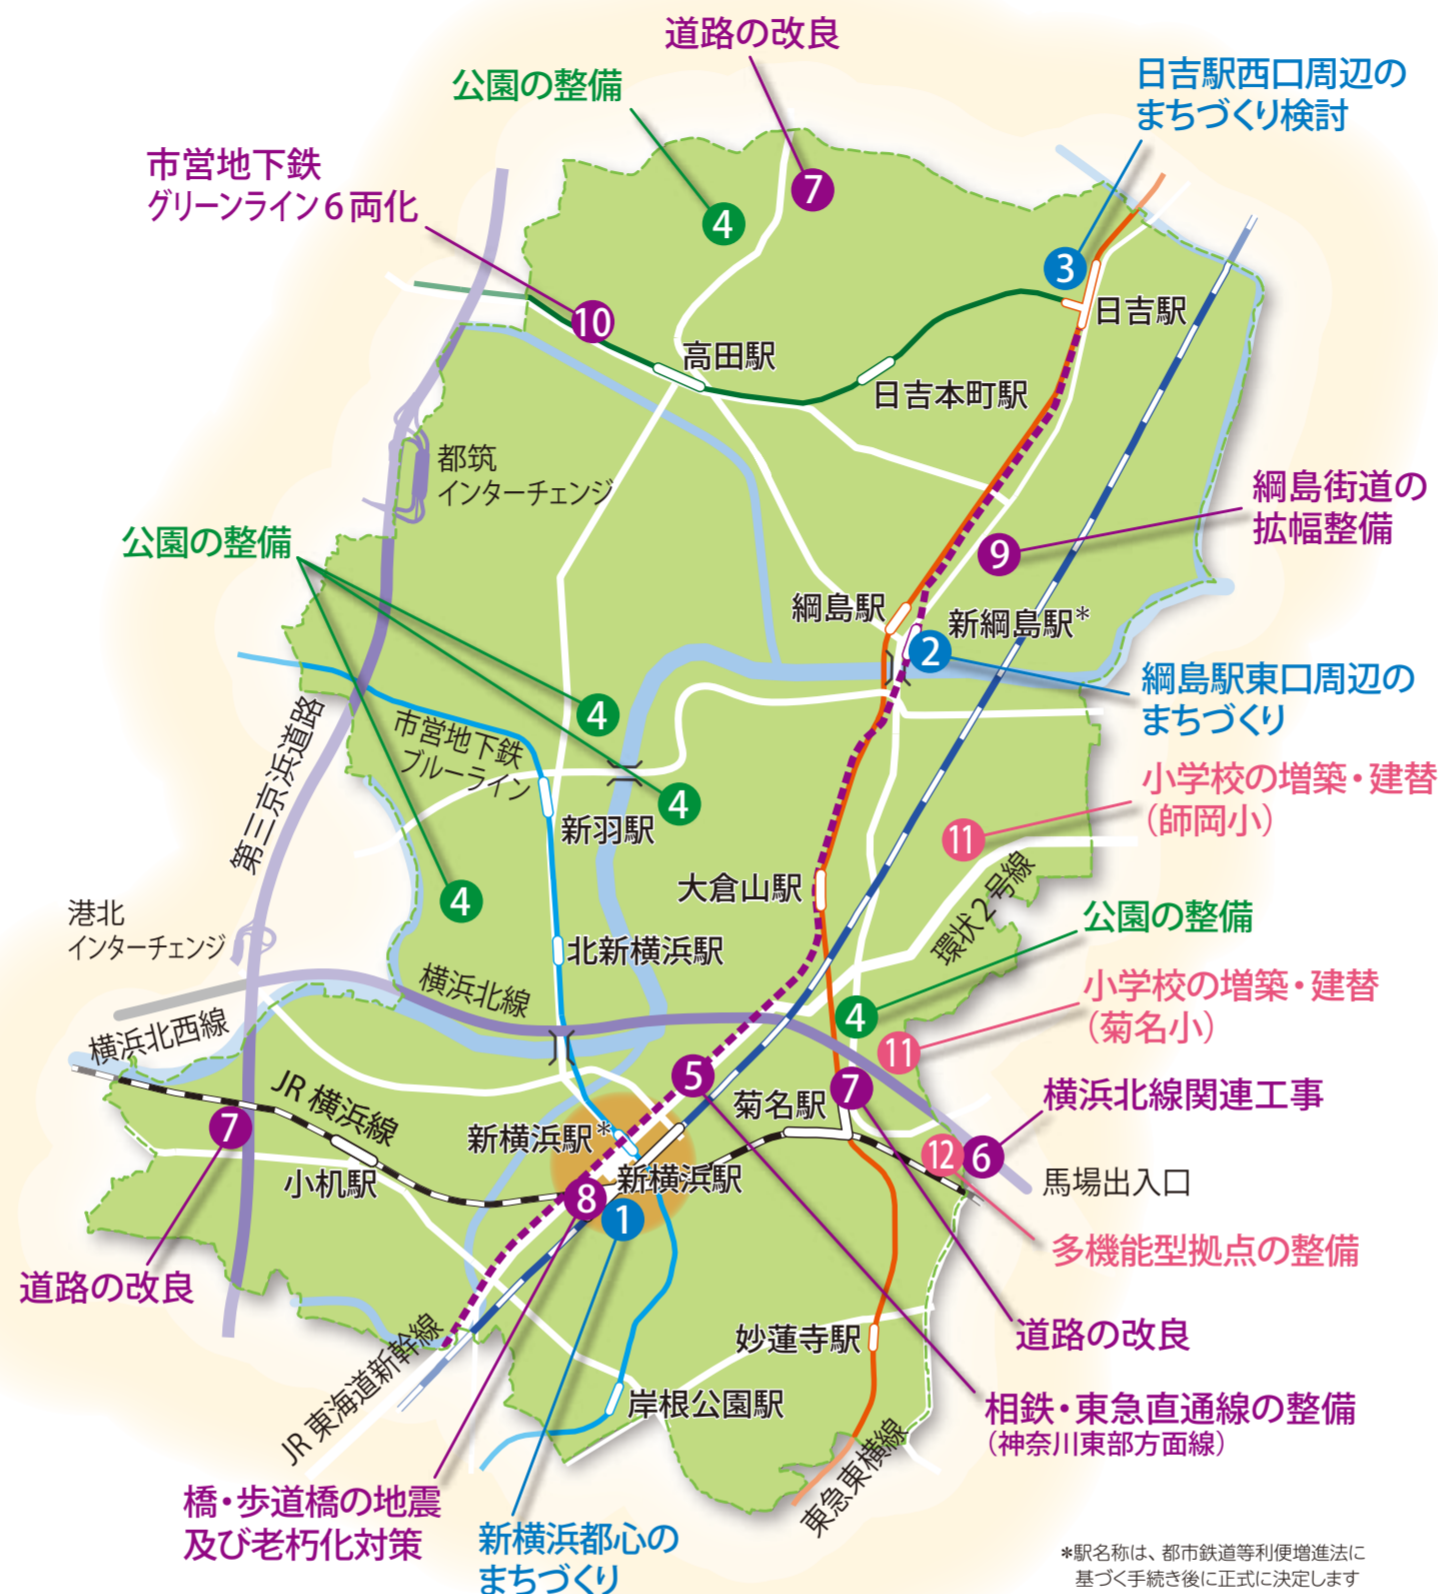 道路の改良
公園の整備
日吉駅西口周辺の
まちづくり検討
市営地下鉄
グリーンライン6両化
7
4
3
10
日吉駅
高田駅
日吉本町駅
都筑
インターチェンジ
綱島街道の
拡幅整備
公園の整備
9
綱島駅
新綱島駅*
2
綱島駅東口周辺の
まちづくり
第三京浜道路
市営地下鉄
ブルーライン
4
4
新羽駅
小学校の増築・建替
(師岡小)
11
大倉山駅
4
環状2号線
港北
インターチェンジ
北新横浜駅
公園の整備
横浜北線
小学校の増築・建替
(菊名小)
4
横浜北西線
11
5
7
横浜北線関連工事
JR 横浜線
菊名駅
7
新横浜駅*
12
6
小机駅
新横浜駅
馬場出入口
8
1
多機能型拠点の整備
道路の改良
道路の改良
妙蓮寺駅
JR 東海道新幹線
岸根公園駅
相鉄・東急直通線の整備
(神奈川東部方面線)
東急東横線
橋・歩道橋の地震
及び老朽化対策
新横浜都心の
まちづくり
*駅名称は、都市鉄道等利便増進法に
基づく手続き後に正式に決定します